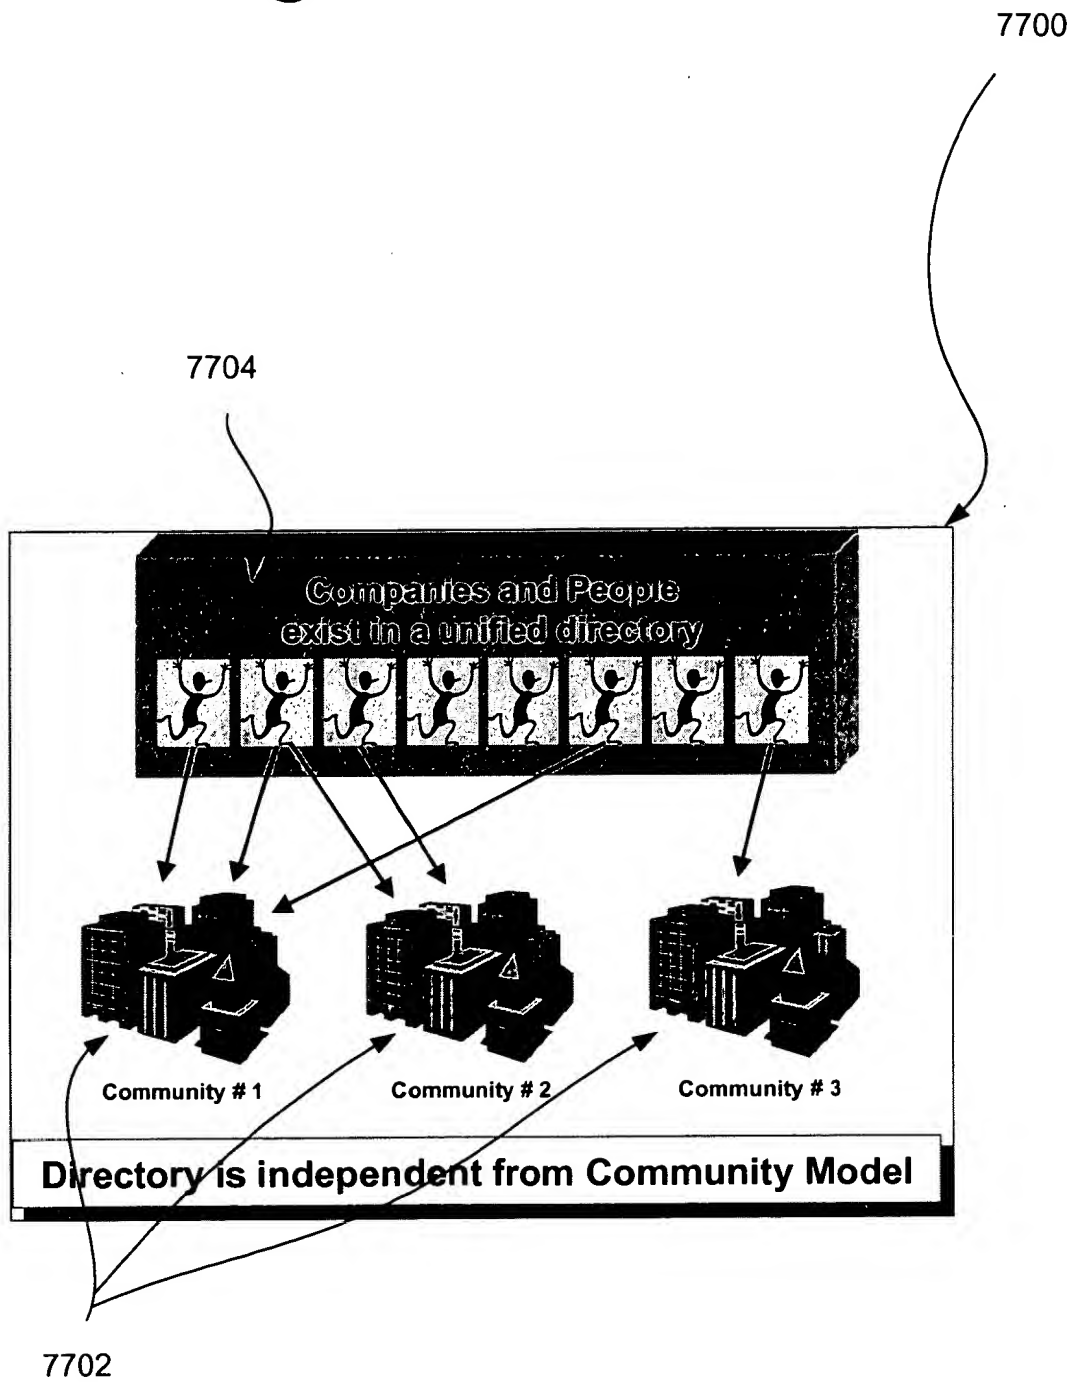 7700
7704
Companies and People
exist in a unified directory
Community # 1
Community # 2
Community # 3
Directory is independent from Community Model
7702